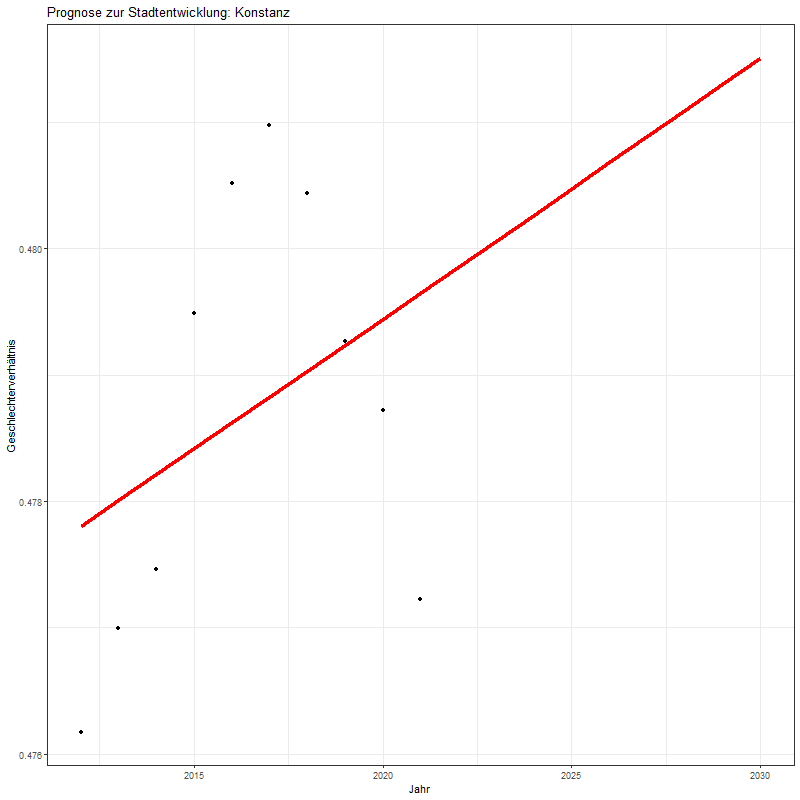 Prognose zur Stadtentwicklung: Konstanz
Geschlechterverhältnis
0.480
0.478
0.476
2015 2020 2025 2030
Jahr